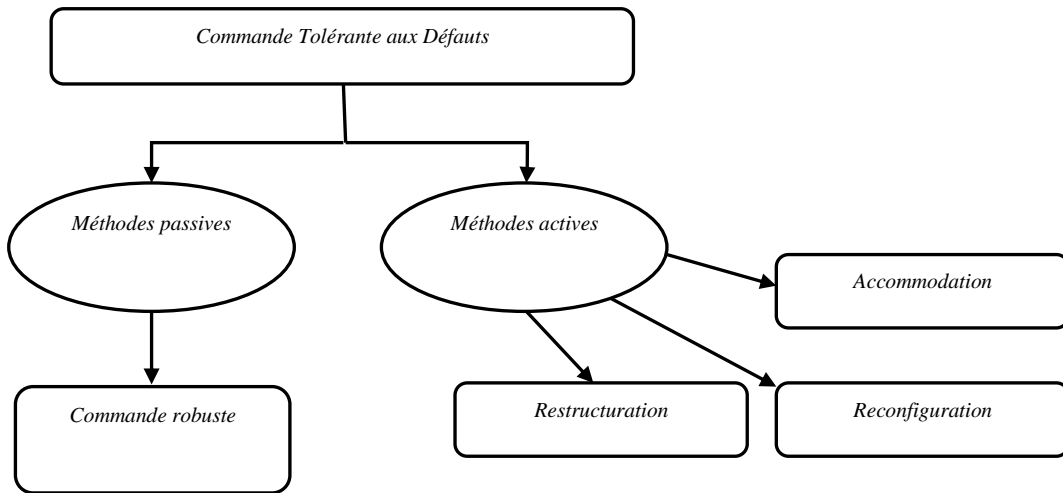 Commande Tolérante aux Défauts
Méthodes passives
Méthodes actives
Accommodation
Commande robuste
Restructuration
Reconfiguration